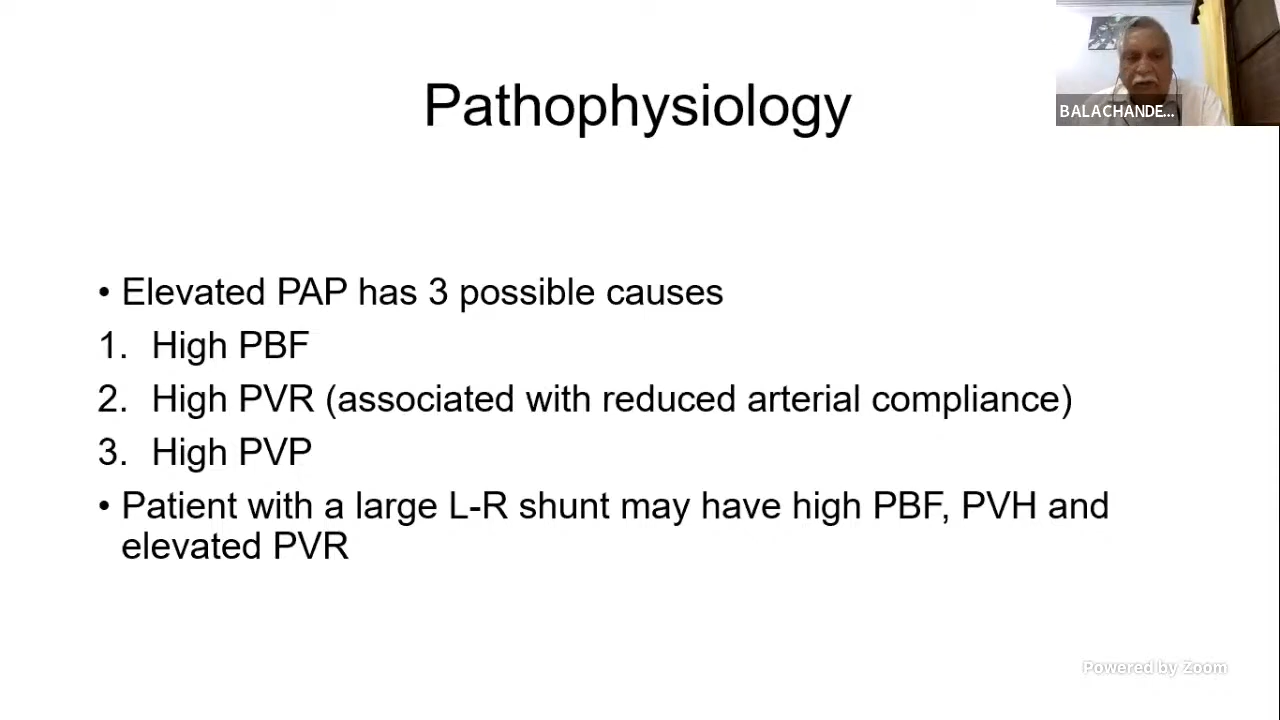 Pathophysiology
BALACHANDE...
• Elevated PAP has 3 possible causes
1. High PBF
2. High PVR (associated with reduced arterial compliance)
3. High PVP
• Patient with a large L-R shunt may have high PBF, PVH and
elevated PVR
Powered by Zoom